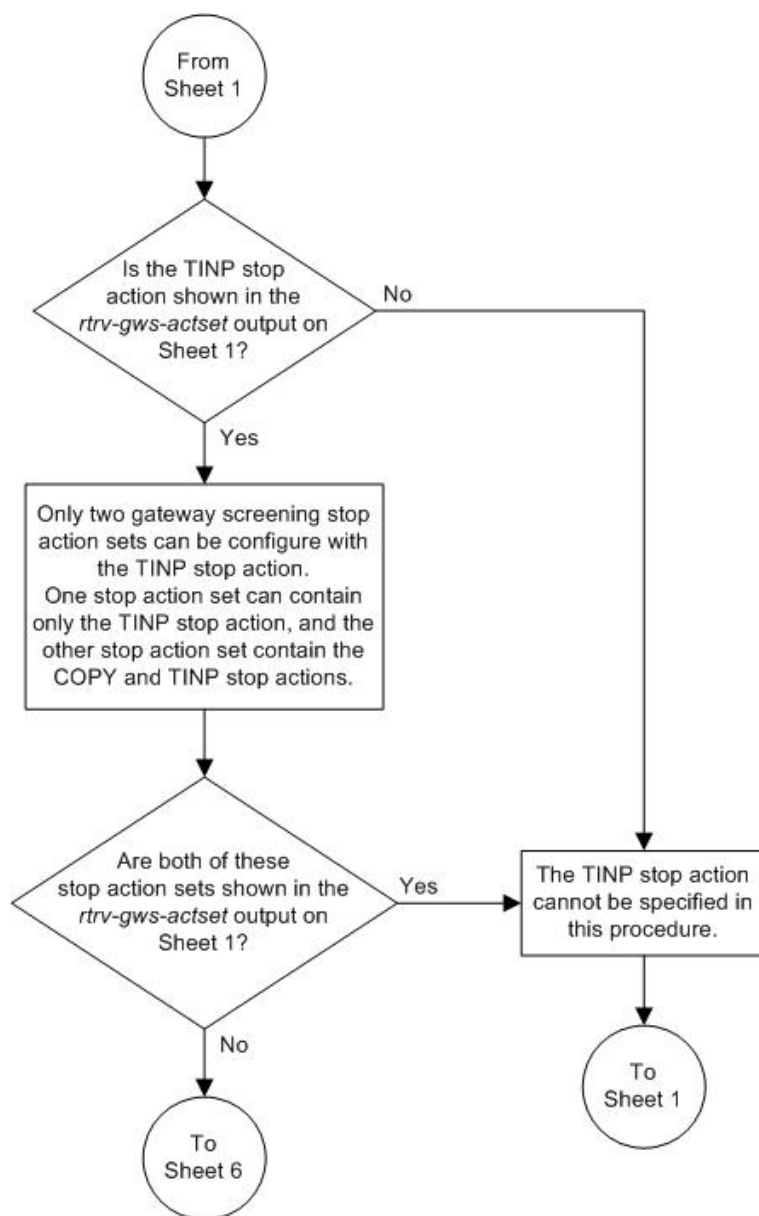 From
Sheet 1
Is the TINP stop
action shown in the
rtrv-gws-actset output on
Sheet 1?
No
Yes
Only two gateway screening stop
action sets can be configure with
the TINP stop action.
One stop action set can contain
only the TINP stop action, and the
other stop action set contain the
COPY and TINP stop actions.
Are both of these
stop action sets shown in the
rtrv-gws-actset output on
Sheet 1?
Yes
The TINP stop action
cannot be specified in
this procedure.
No
To
Sheet 1
To
Sheet 6